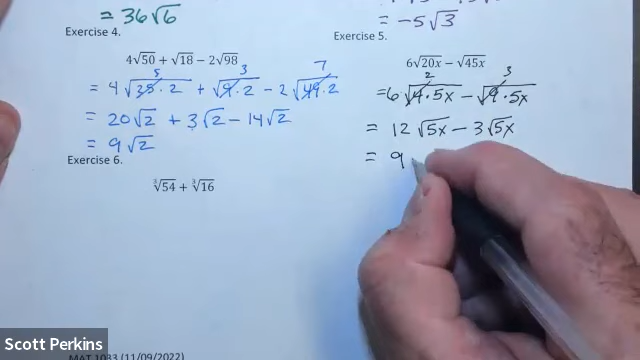 = 36√6
= -5√3
Exercise 4.
4√50 + √18 − 2√98
5 3 7
= 4√25·2 + √9·2 − 2√49·2
= 20√2 + 3√2 − 14√2
= 9√2
Exercise 5.
6√20x − √45x
2 3
= 6√4·5x − √9·5x
= 12√5x − 3√5x
= 9
Exercise 6.
∛54 + ∛16
Scott Perkins
MAT 1033 (11/09/2022)